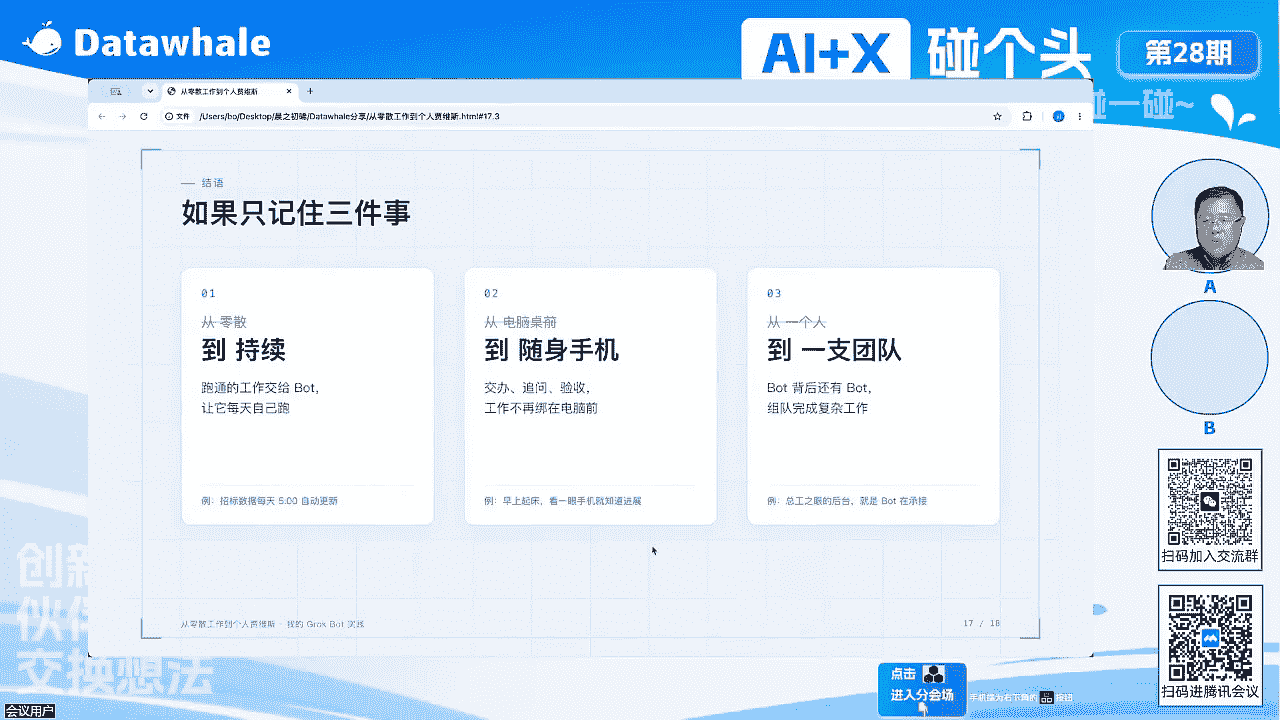 Datawhale
AI+X
碰个头
第28期
碰一碰~
从零散工作到个人贾维斯
文件
/Users/bo/Desktop/晨之初曦/Datawhale分享/从零散工作到个人贾维斯.html#17.3
结语
如果只记住三件事
01
从 零散
到 持续
跑通的工作交给 Bot，
让它每天自己跑
例：招标数据每天 5:00 自动更新
02
从 电脑桌前
到 随身手机
交办、追问、验收，
工作不再绑在电脑前
例：早上起床，看一眼手机就知道进展
03
从 一个人
到 一支团队
Bot 背后还有 Bot，
组队完成复杂工作
例：总工之眼的后台，就是 Bot 在承接
从零散工作到个人贾维斯
17 / 18
A
B
扫码加入交流群
扫码进腾讯会议
创新
伙伴
交换想法
点击
进入分会场
会议用户